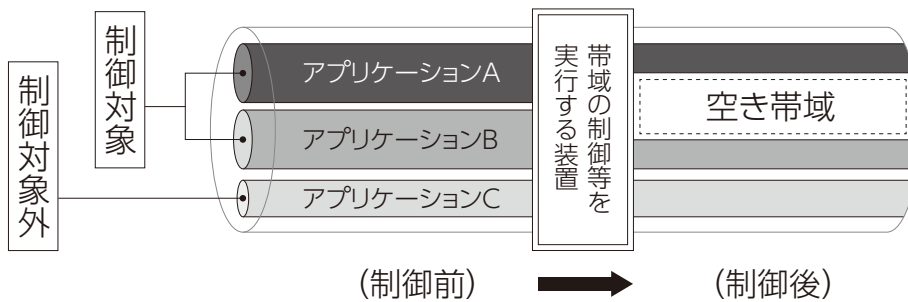 制御対象外
制御対象
アプリケーションA
アプリケーションB
アプリケーションC
帯域の制御等を
実行する装置
空き帯域
(制御前)
(制御後)